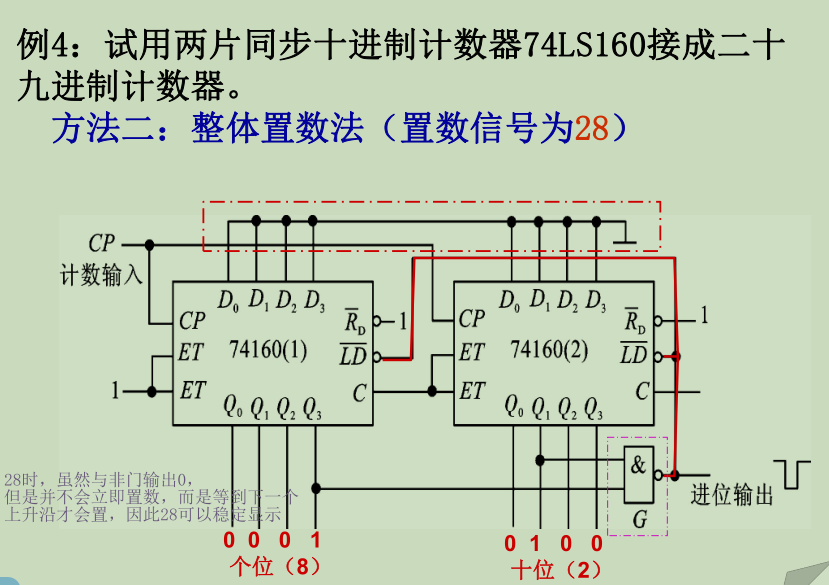 例4：试用两片同步十进制计数器74LS160接成二十
九进制计数器。
方法二：整体置数法（置数信号为28）
CP
计数输入
D0 D1 D2 D3
D0 D1 D2 D3
CP
R̅D
1
CP
R̅D
1
ET
74160(1)
L̅D̅
ET
74160(2)
L̅D̅
1
ET
C
ET
C
Q0 Q1 Q2 Q3
Q0 Q1 Q2 Q3
&
28时，虽然与非门输出0，
但是并不会立即置数，而是等到下一个
上升沿才会置，因此28可以稳定显示
进位输出
G
0 0 0 1
0 1 0 0
个位（8）
十位（2）